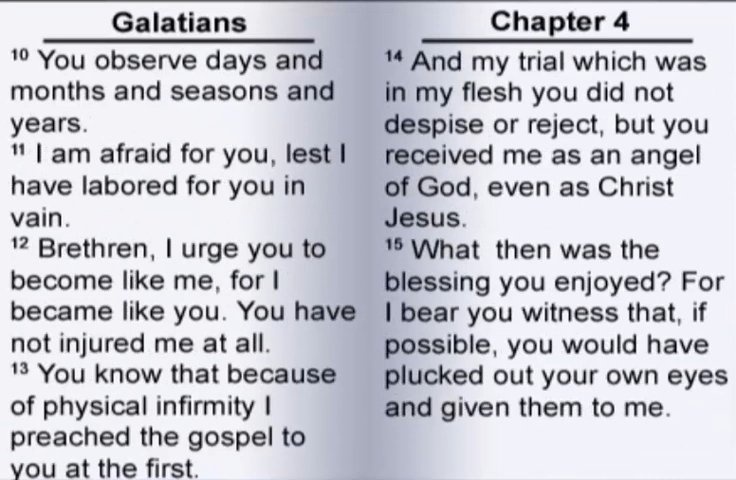 Galatians
¹⁰ You observe days and
months and seasons and
years.
¹¹ I am afraid for you, lest I
have labored for you in
vain.
¹² Brethren, I urge you to
become like me, for I
became like you. You have
not injured me at all.
¹³ You know that because
of physical infirmity I
preached the gospel to
you at the first.
Chapter 4
¹⁴ And my trial which was
in my flesh you did not
despise or reject, but you
received me as an angel
of God, even as Christ
Jesus.
¹⁵ What then was the
blessing you enjoyed? For
I bear you witness that, if
possible, you would have
plucked out your own eyes
and given them to me.